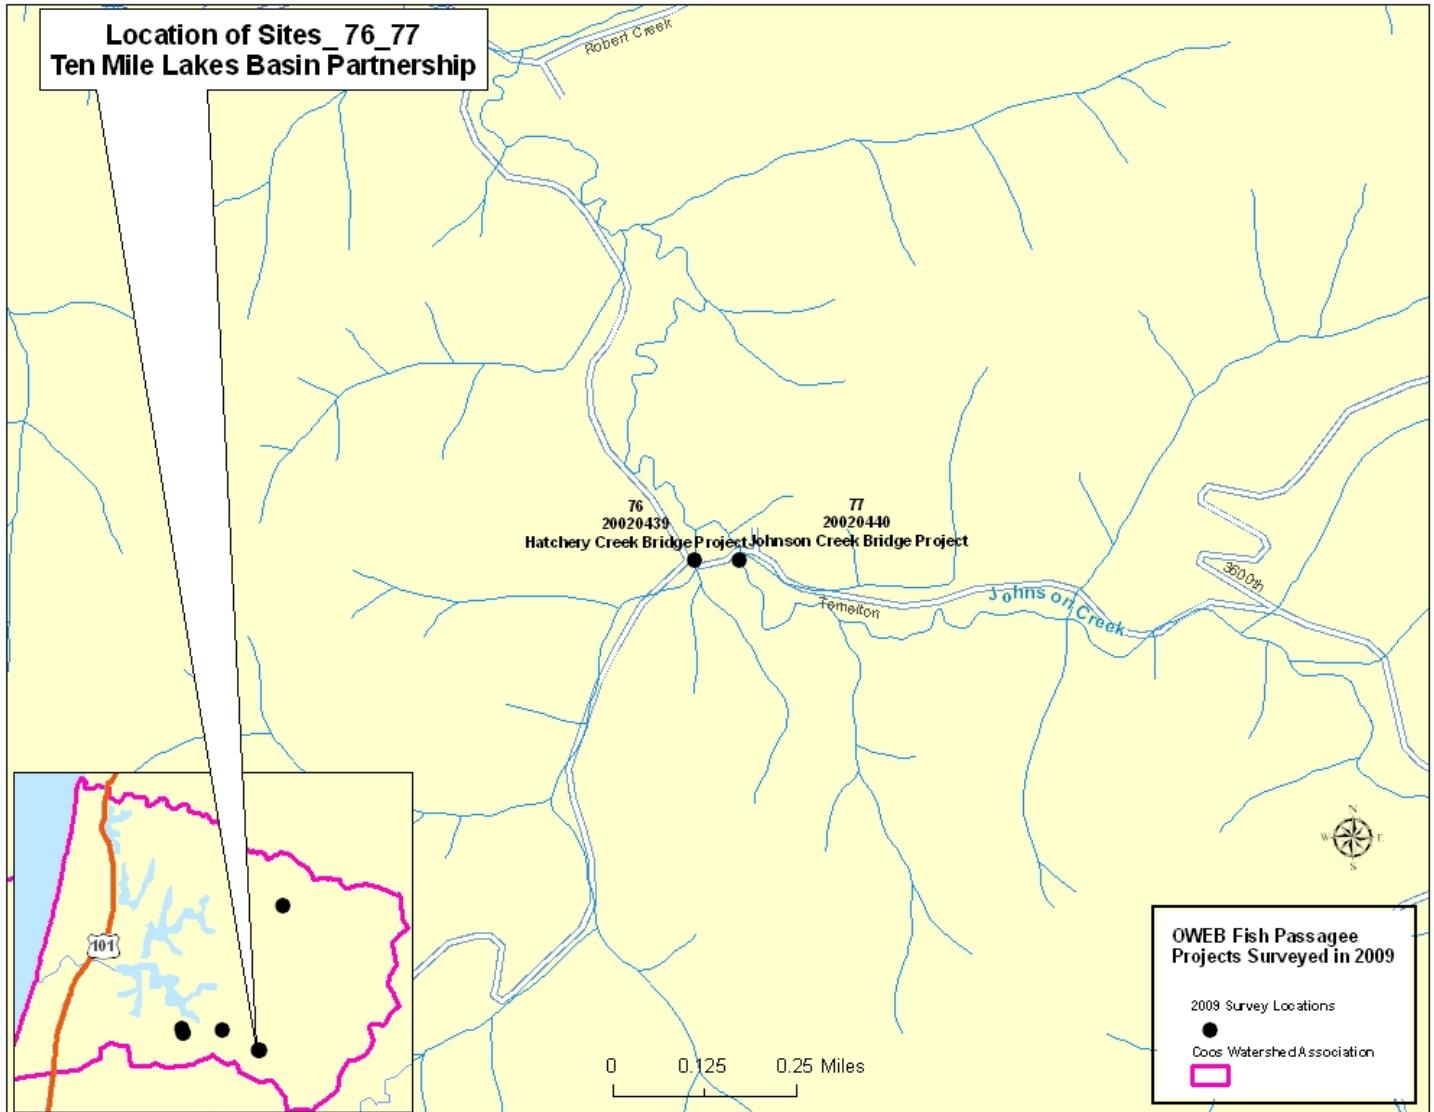 Location of Sites_ 76_77
Ten Mile Lakes Basin Partnership
Robert Creek
76
20020439
Hatchery Creek Bridge Project
77
20020440
Johnson Creek Bridge Project
Temelton
Johnson Creek
3600th
101
N
W E
S
OWEB Fish Passagee
Projects Surveyed in 2009
2009 Survey Locations
Coos Watershed Association
0 0.125 0.25 Miles